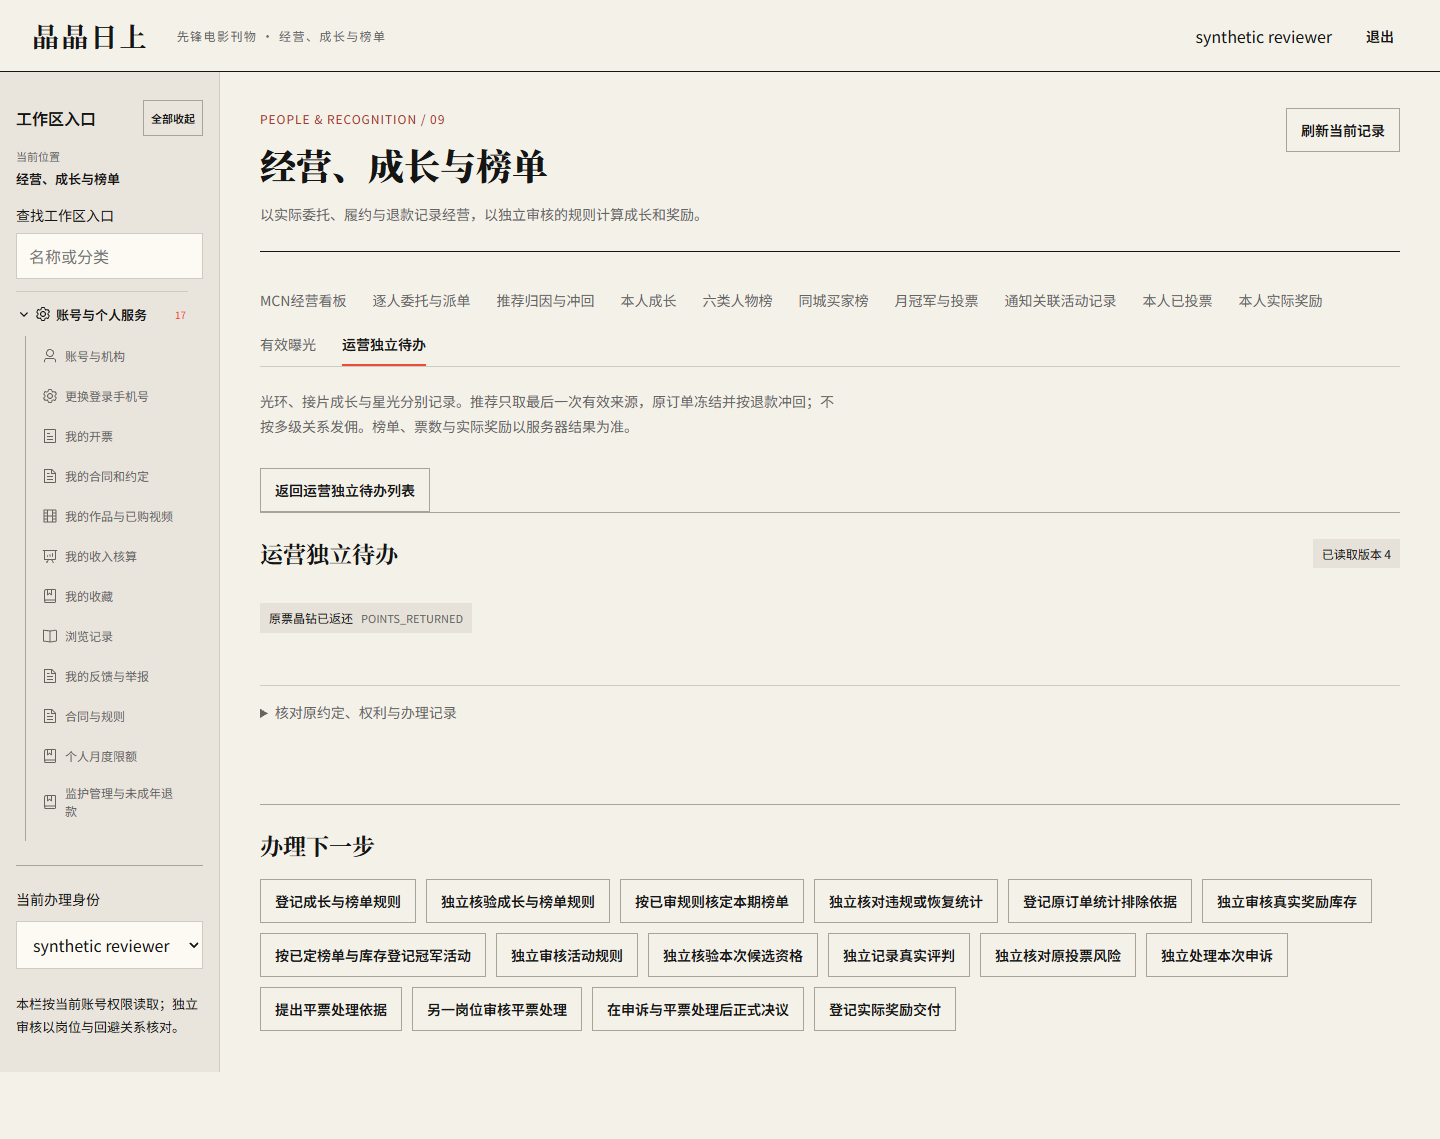 晶晶日上
先锋电影刊物 · 经营、成长与榜单
synthetic reviewer
退出
工作区入口
全部收起
当前位置
经营、成长与榜单
查找工作区入口
名称或分类
账号与个人服务 17
账号与机构
更换登录手机号
我的开票
我的合同和约定
我的作品与已购视频
我的收入核算
我的收藏
浏览记录
我的反馈与举报
合同与规则
个人月度限额
监护管理与未成年退
款
当前办理身份
synthetic reviewer
本栏按当前账号权限读取；独立
审核以岗位与回避关系核对。
PEOPLE & RECOGNITION / 09
经营、成长与榜单
以实际委托、履约与退款记录经营，以独立审核的规则计算成长和奖励。
刷新当前记录
MCN经营看板 逐人委托与派单 推荐归因与冲回 本人成长 六类人物榜 同城买家榜 月冠军与投票 通知关联活动记录 本人已投票 本人实际奖励
有效曝光 运营独立待办
光环、接片成长与星光分别记录。推荐只取最后一次有效来源，原订单冻结并按退款冲回；不
按多级关系发佣。榜单、票数与实际奖励以服务器结果为准。
返回运营独立待办列表
运营独立待办
已读取版本 4
原票晶钻已返还 POINTS_RETURNED
核对原约定、权利与办理记录
办理下一步
登记成长与榜单规则 独立核验成长与榜单规则 按已审规则核定本期榜单 独立核对违规或恢复统计 登记原订单统计排除依据 独立审核真实奖励库存
按已定榜单与库存登记冠军活动 独立审核活动规则 独立核验本次候选资格 独立记录真实评判 独立核对原投票风险 独立处理本次申诉
提出平票处理依据 另一岗位审核平票处理 在申诉与平票处理后正式决议 登记实际奖励交付